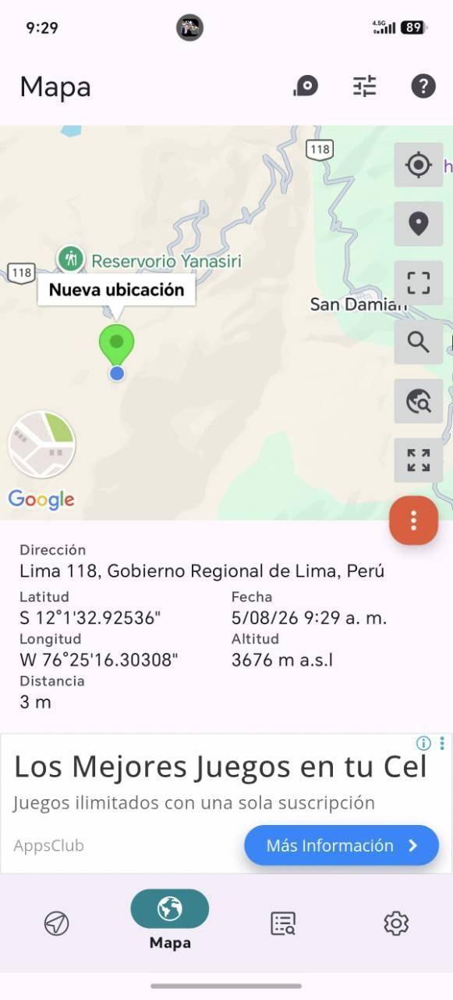 9:29
4.5G
89
Mapa
118
118
Reservorio Yanasiri
Nueva ubicación
San Damián
Google
Dirección
Lima 118, Gobierno Regional de Lima, Perú
Latitud
Fecha
S 12°1'32.92536"
5/08/26 9:29 a. m.
Longitud
Altitud
W 76°25'16.30308"
3676 m a.s.l
Distancia
3 m
Los Mejores Juegos en tu Cel
Juegos ilimitados con una sola suscripción
AppsClub
Más Información
Mapa